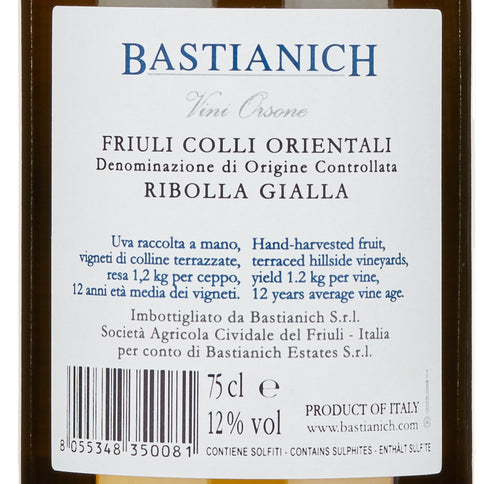 BASTIANICH
Vini Orsone
FRIULI COLLI ORIENTALI
Denominazione di Origine Controllata
RIBOLLA GIALLA
Uva raccolta a mano,
vigneti di colline terrazzate,
resa 1,2 kg per ceppo,
12 anni età media dei vigneti.
Hand-harvested fruit,
terraced hillside vineyards,
yield 1.2 kg per vine,
12 years average vine age.
Imbottigliato da Bastianich S.r.l.
Società Agricola Cividale del Friuli - Italia
per conto di Bastianich Estates S.r.l.
75 cl ℮
12% vol
PRODUCT OF ITALY
www.bastianich.com
8 055348 350081
CONTIENE SOLFITI - CONTAINS SULPHITES - ENTHÄLT SULFITE